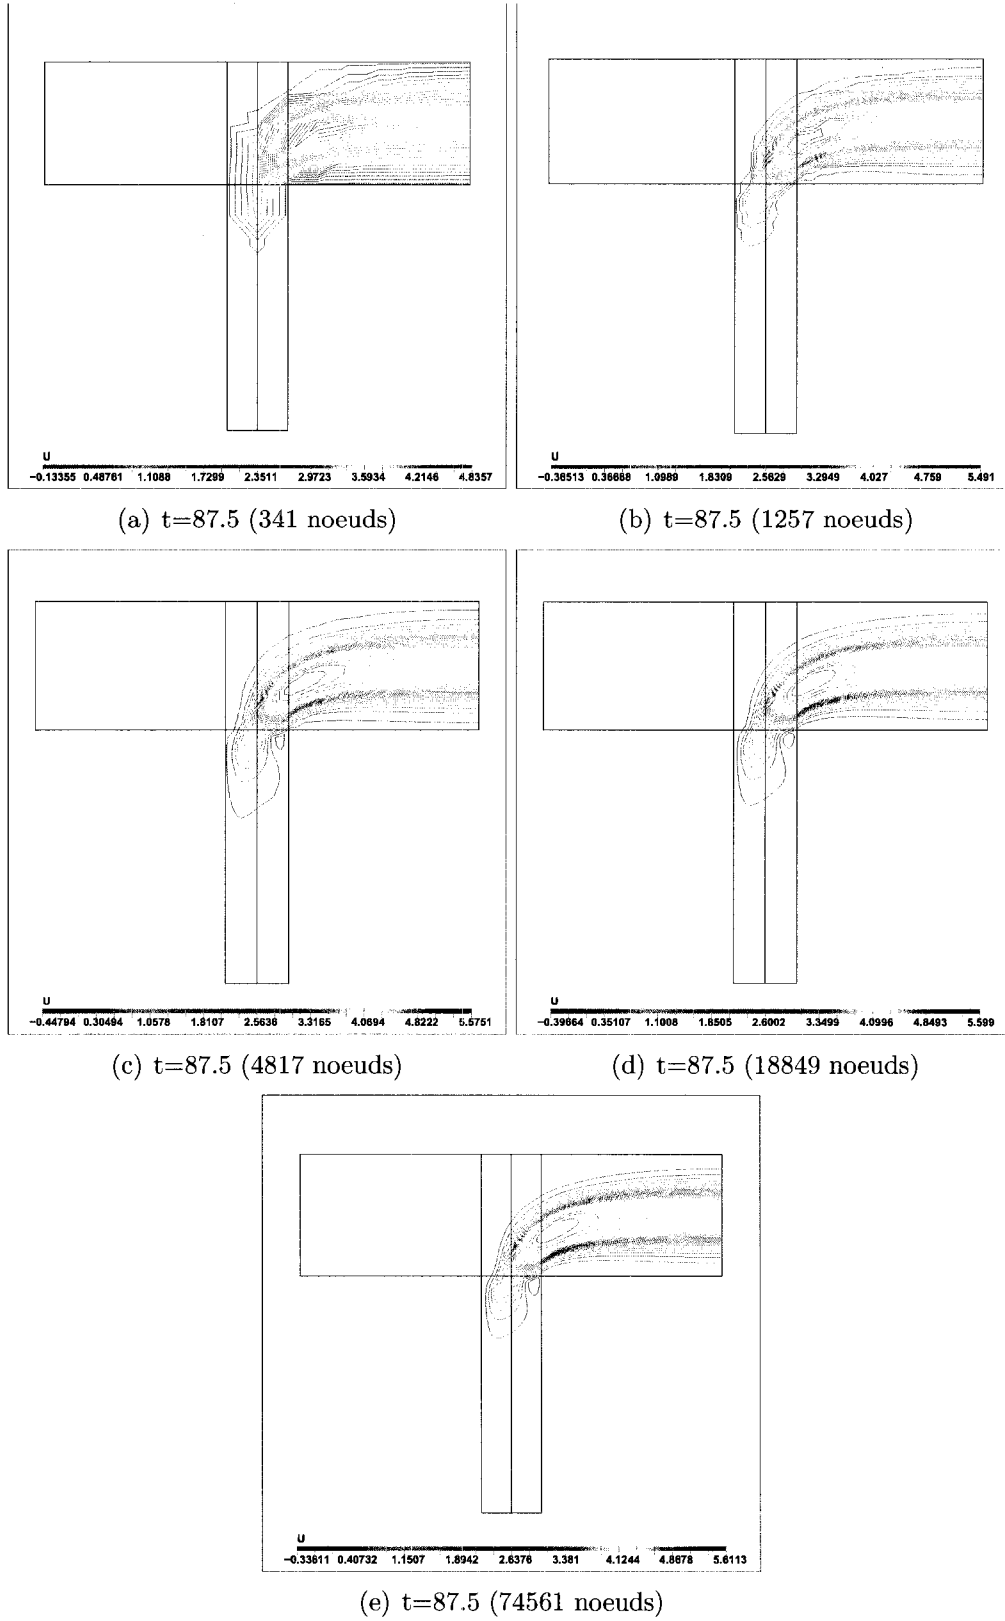 U
−0.13355 0.48761 1.1088 1.7299 2.3511 2.9723 3.5934 4.2146 4.8357
(a) t=87.5 (341 noeuds)
U
−0.36513 0.36688 1.0989 1.8309 2.5629 3.2949 4.027 4.759 5.491
(b) t=87.5 (1257 noeuds)
U
−0.44794 0.30494 1.0578 1.8107 2.5636 3.3165 4.0694 4.8222 5.5751
(c) t=87.5 (4817 noeuds)
U
−0.39864 0.35107 1.1008 1.8505 2.6002 3.3499 4.0996 4.8493 5.599
(d) t=87.5 (18849 noeuds)
U
−0.33611 0.40732 1.1507 1.8942 2.6376 3.381 4.1244 4.8678 5.6113
(e) t=87.5 (74561 noeuds)